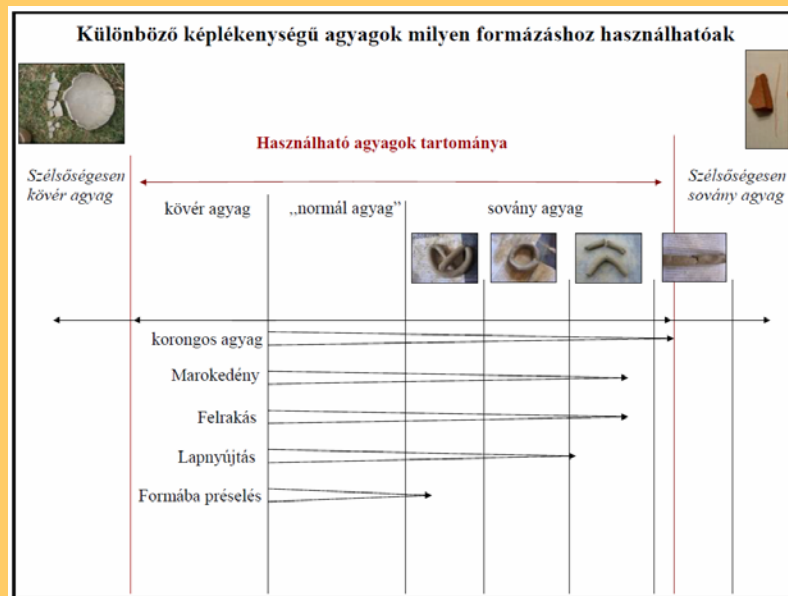 Különböző képlékenységű agyagok milyen formázáshoz használhatóak
Használható agyagok tartománya
Szélsőségesen
kövér agyag
Szélsőségesen
sovány agyag
kövér agyag
„normál agyag”
sovány agyag
korongos agyag
Marokedény
Felrakás
Lapnyújtás
Formába préselés